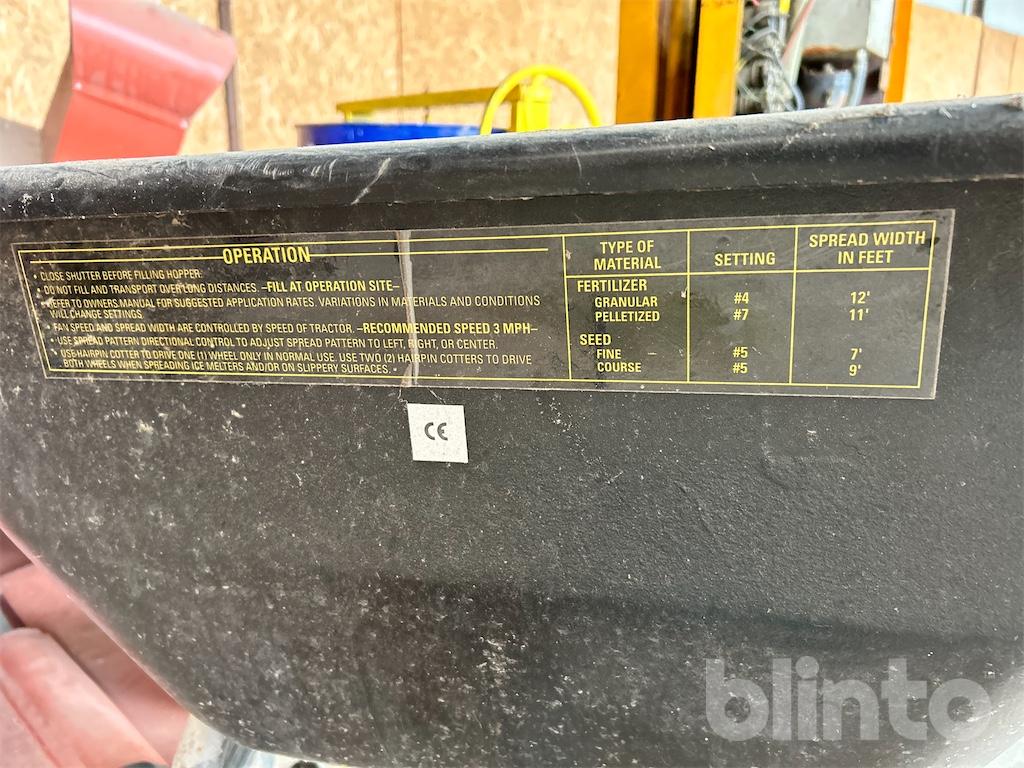 OPERATION
• CLOSE SHUTTER BEFORE FILLING HOPPER.
• DO NOT FILL AND TRANSPORT OVER LONG DISTANCES. –FILL AT OPERATION SITE–
• REFER TO OWNERS MANUAL FOR SUGGESTED APPLICATION RATES. VARIATIONS IN MATERIALS AND CONDITIONS
WILL CHANGE SETTINGS.
• FAN SPEED AND SPREAD WIDTH ARE CONTROLLED BY SPEED OF TRACTOR. –RECOMMENDED SPEED 3 MPH–
• USE SPREAD PATTERN DIRECTIONAL CONTROL TO ADJUST SPREAD PATTERN TO LEFT, RIGHT, OR CENTER.
• USE HAIRPIN COTTER TO DRIVE ONE (1) WHEEL ONLY IN NORMAL USE. USE TWO (2) HAIRPIN COTTERS TO DRIVE
BOTH WHEELS WHEN SPREADING ICE MELTERS AND/OR ON SLIPPERY SURFACES.
TYPE OF MATERIAL SETTING SPREAD WIDTH IN FEET
FERTILIZER
GRANULAR #4 12'
PELLETIZED #7 11'
SEED
FINE #5 7'
COURSE #5 9'
CE
blinto